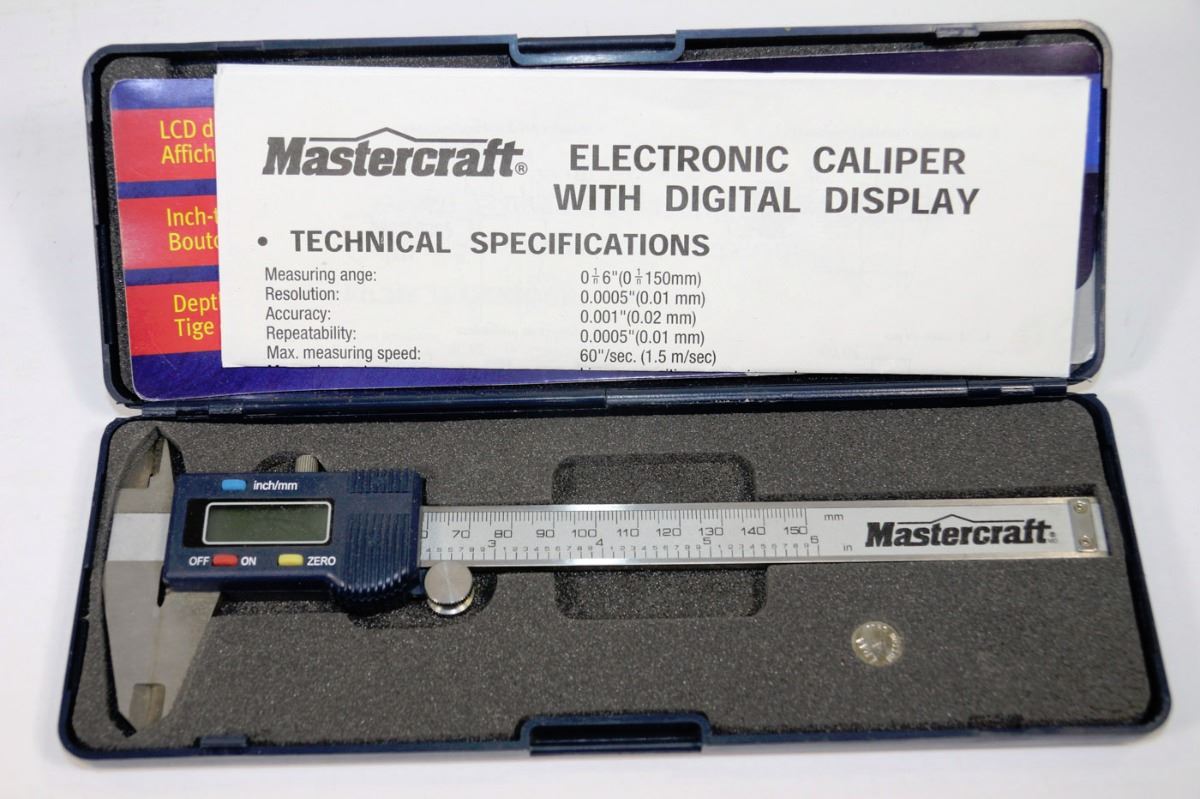 LCD d
Affich
Inch-t
Bouto
Dept
Tige
Mastercraft®
ELECTRONIC CALIPER
WITH DIGITAL DISPLAY
• TECHNICAL SPECIFICATIONS
Measuring ange: 0 1/n 6"(0 1/n 150mm)
Resolution: 0.0005"(0.01 mm)
Accuracy: 0.001"(0.02 mm)
Repeatability: 0.0005"(0.01 mm)
Max. measuring speed: 60"/sec. (1.5 m/sec)
inch/mm
OFF ON ZERO
70 80 90 100 110 120 130 140 150 mm
3 4 5 6 in
Mastercraft